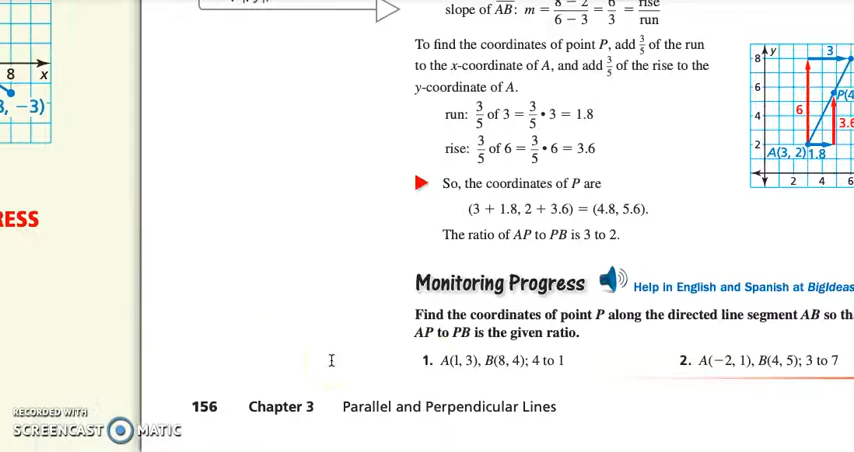 slope of AB: m = 8 − 2 / 6 − 3 = 6 / 3 = rise / run
To find the coordinates of point P, add 3/5 of the run
to the x-coordinate of A, and add 3/5 of the rise to the
y-coordinate of A.
run: 3/5 of 3 = 3/5 • 3 = 1.8
rise: 3/5 of 6 = 3/5 • 6 = 3.6
So, the coordinates of P are
(3 + 1.8, 2 + 3.6) = (4.8, 5.6).
The ratio of AP to PB is 3 to 2.
8 y 3
6 P(4
4 6 3.6
2 A(3, 2) 1.8
2 4 6
8 x
, −3)
RESS
Monitoring Progress
Help in English and Spanish at BigIdeas
Find the coordinates of point P along the directed line segment AB so
AP to PB is the given ratio.
1. A(1, 3), B(8, 4); 4 to 1
2. A(−2, 1), B(4, 5); 3 to 7
156 Chapter 3 Parallel and Perpendicular Lines
RECORDED WITH
SCREENCAST MATIC